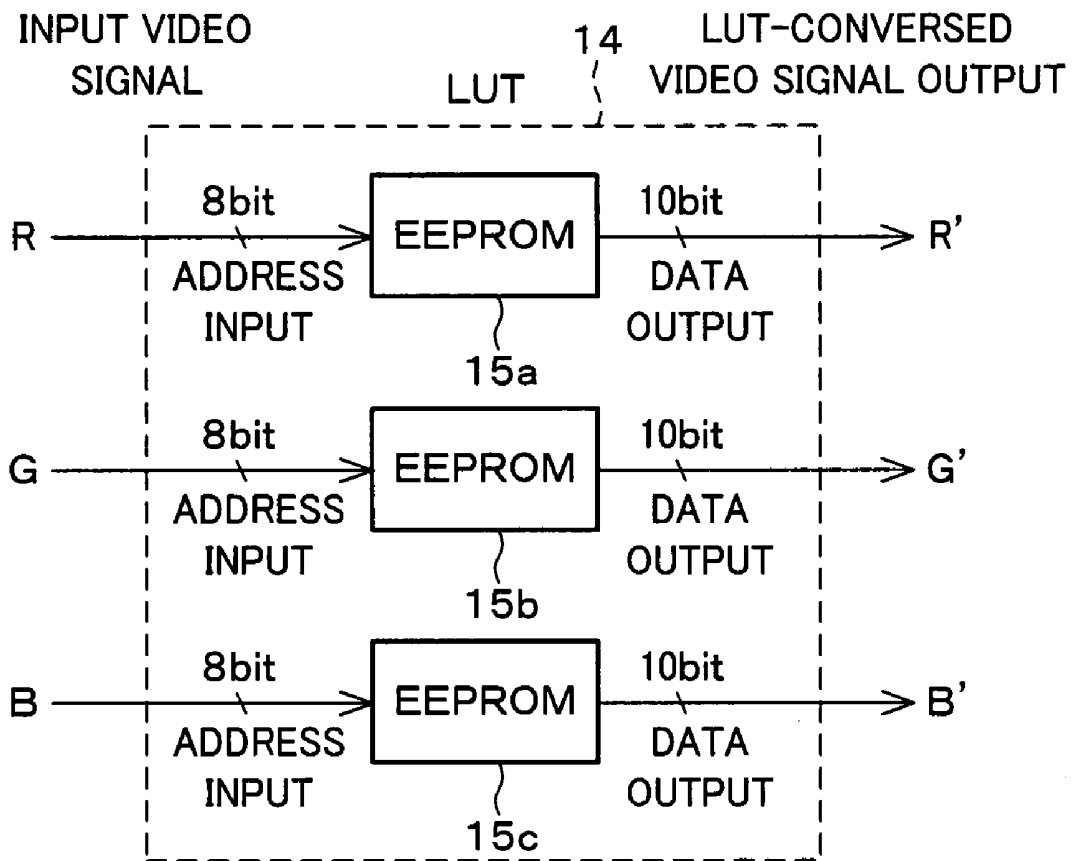 INPUT VIDEO
SIGNAL
14
LUT-CONVERSED
VIDEO SIGNAL OUTPUT
LUT
R
8bit
ADDRESS
INPUT
EEPROM
15a
10bit
DATA
OUTPUT
R'
G
8bit
ADDRESS
INPUT
EEPROM
15b
10bit
DATA
OUTPUT
G'
B
8bit
ADDRESS
INPUT
EEPROM
15c
10bit
DATA
OUTPUT
B'